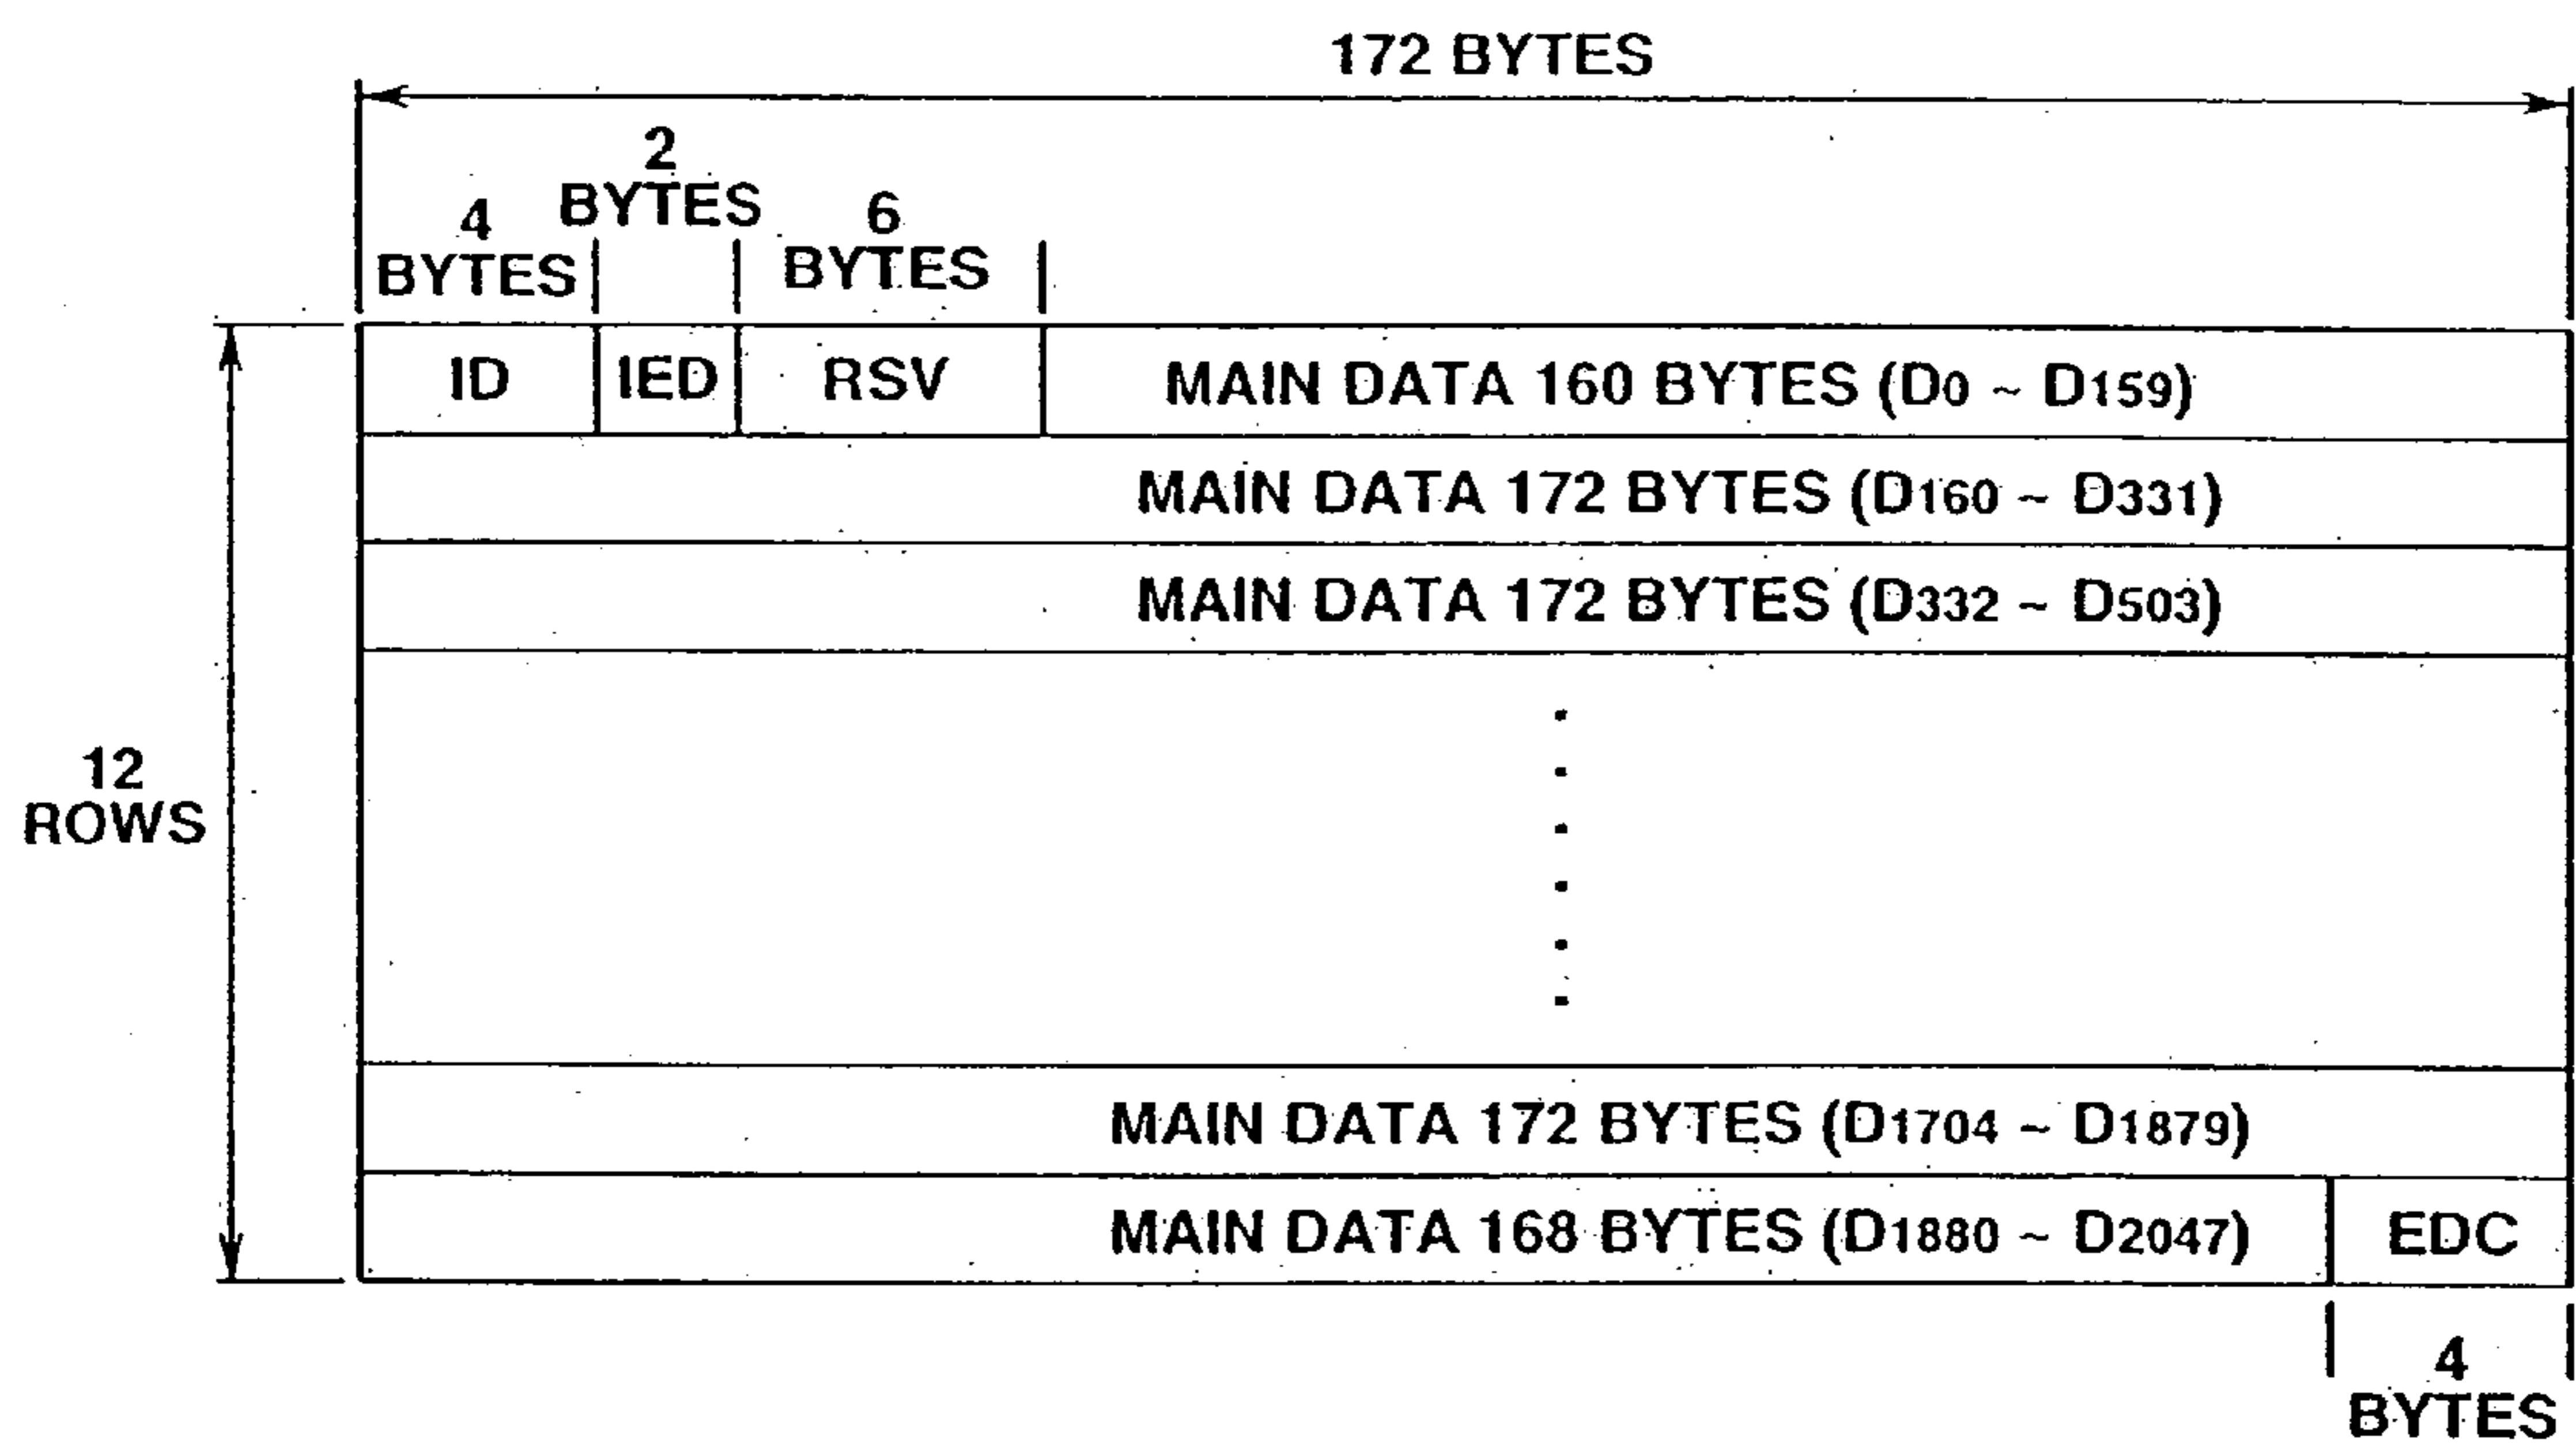 172 BYTES
2
BYTES
4
BYTES
6
BYTES
ID IED RSV MAIN DATA 160 BYTES (D0 ~ D159)
MAIN DATA 172 BYTES (D160 ~ D331)
MAIN DATA 172 BYTES (D332 ~ D503)
12
ROWS
MAIN DATA 172 BYTES (D1704 ~ D1879)
MAIN DATA 168 BYTES (D1880 ~ D2047) EDC
4
BYTES